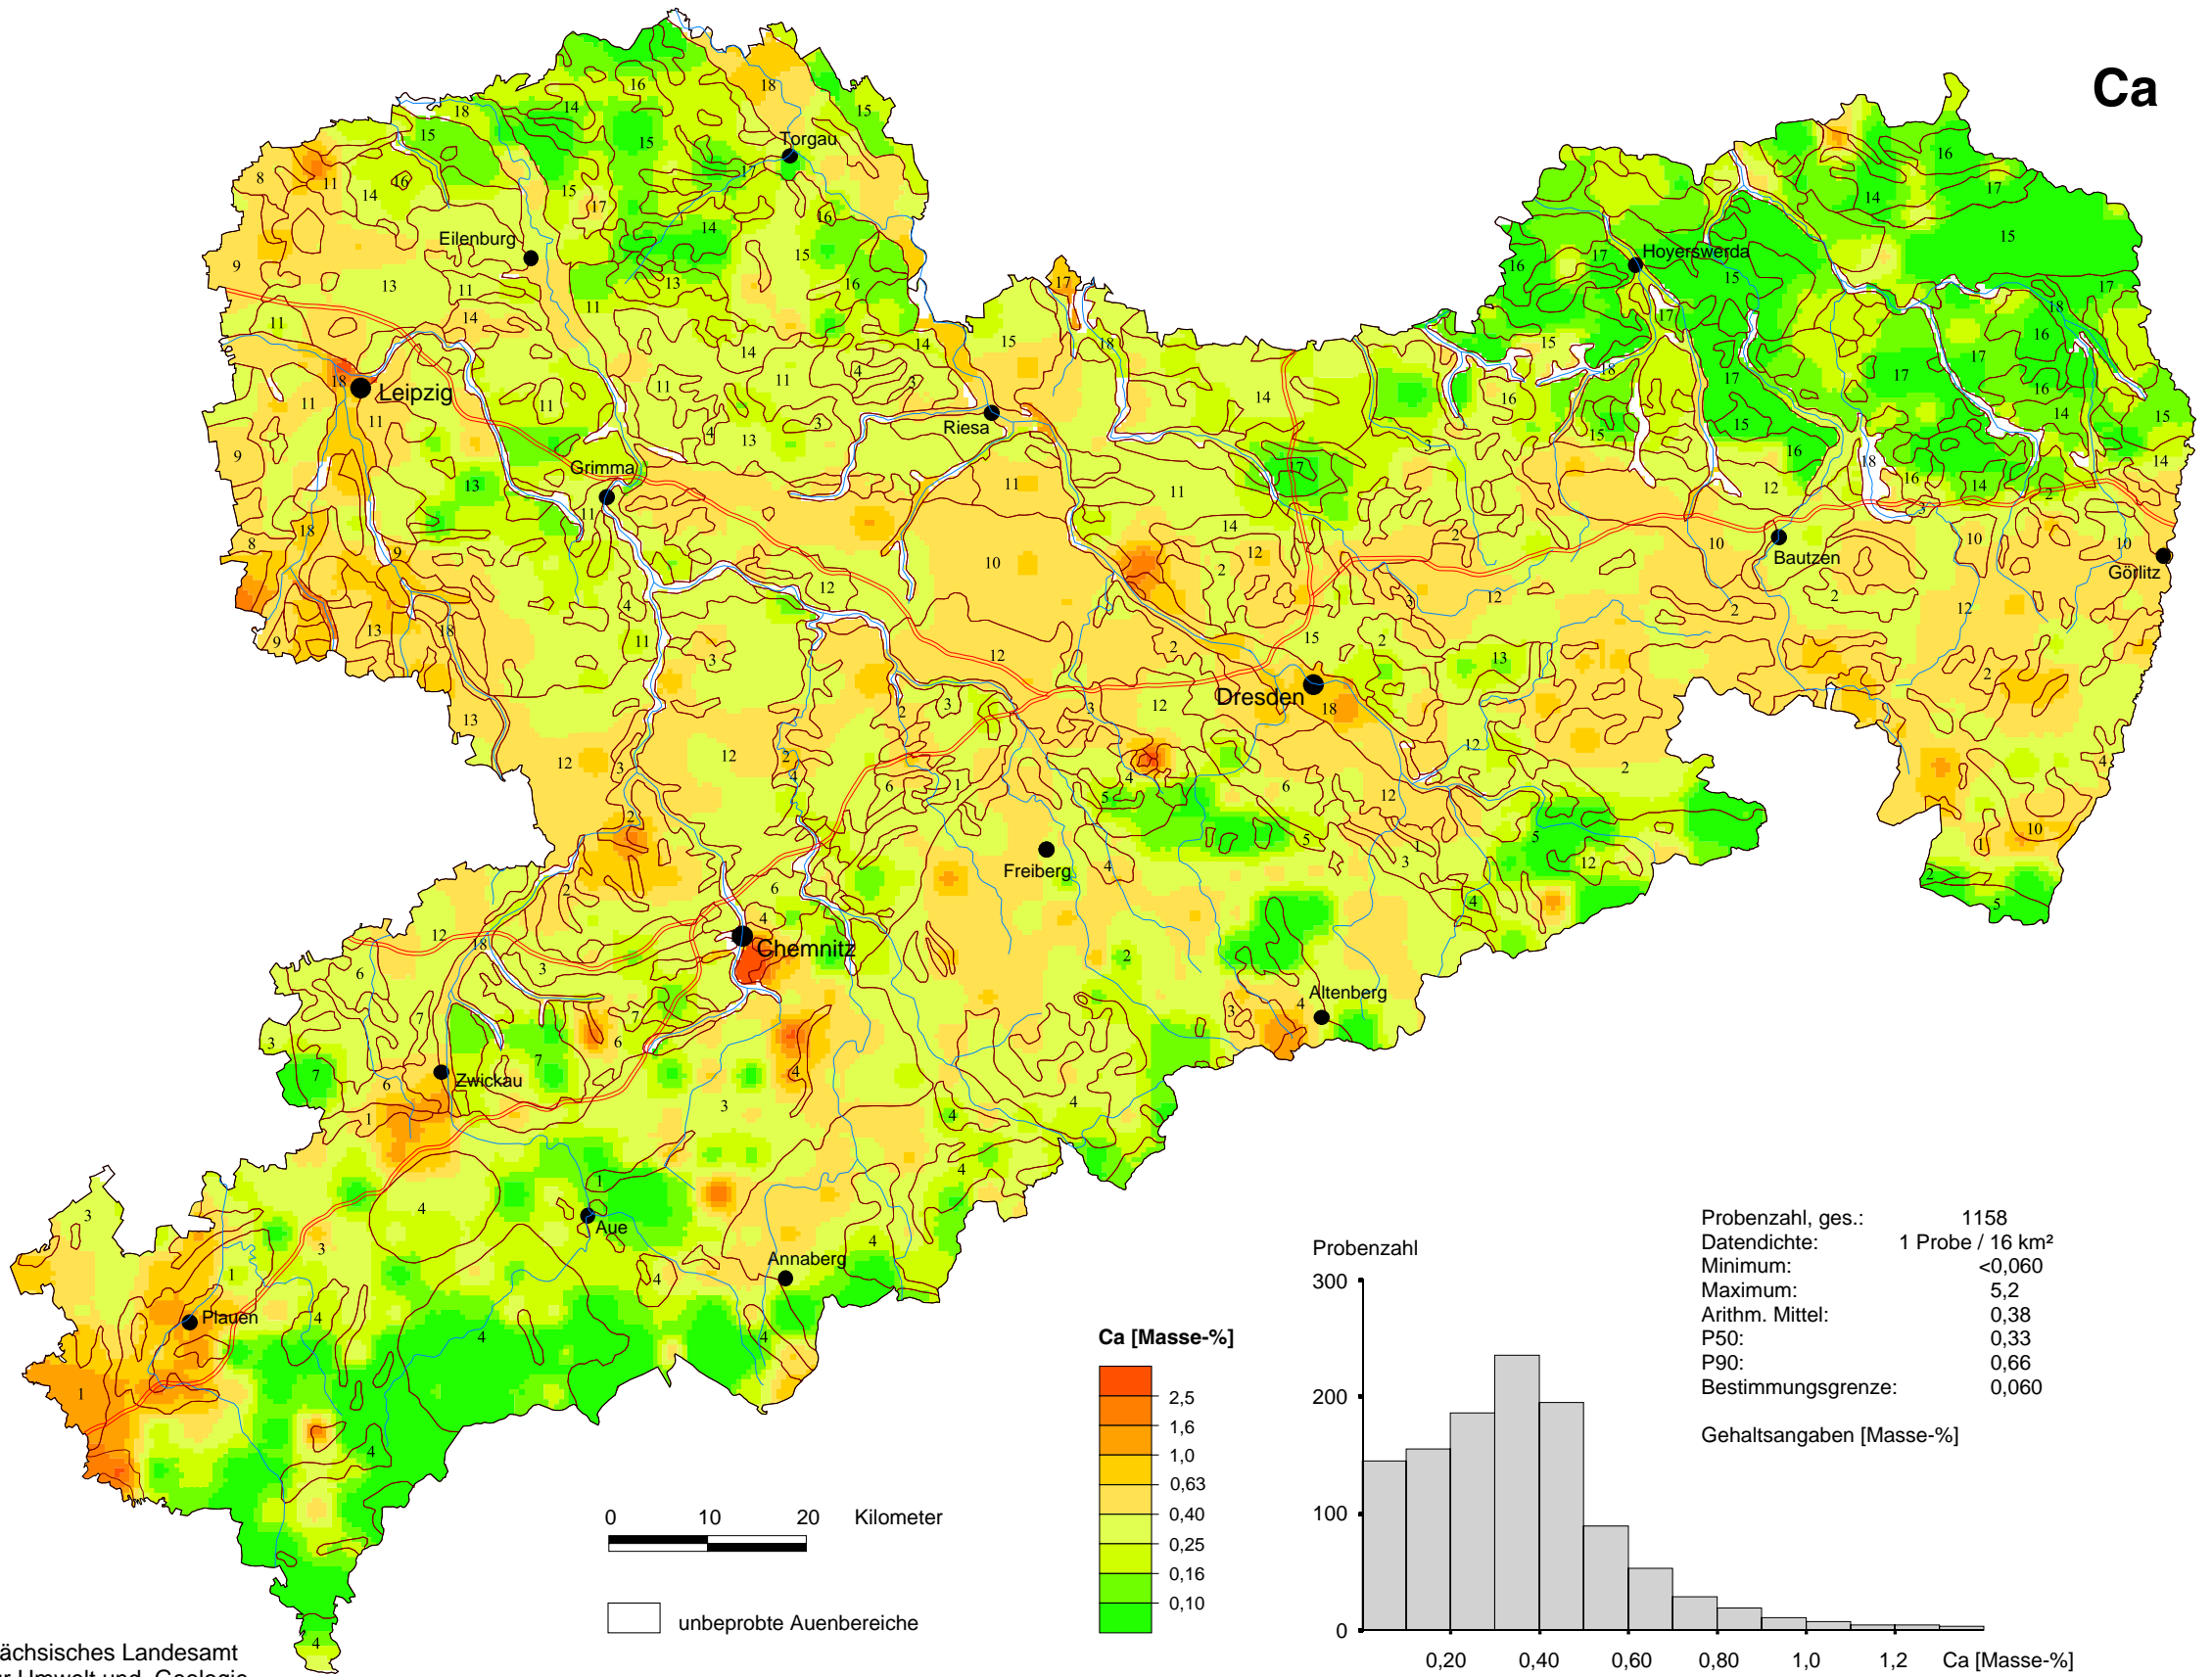 Ca
Torgau
Eilenburg
Hoyerswerda
Leipzig
Riesa
Grimma
Bautzen
Görlitz
Dresden
Freiberg
Chemnitz
Altenberg
Zwickau
Aue
Annaberg
Plauen
Probenzahl, ges.: 1158
Datendichte: 1 Probe / 16 km²
Minimum: <0,060
Maximum: 5,2
Arithm. Mittel: 0,38
P50: 0,33
P90: 0,66
Bestimmungsgrenze: 0,060
Gehaltsangaben [Masse-%]
Probenzahl
300
200
100
0
0,20 0,40 0,60 0,80 1,0 1,2 Ca [Masse-%]
Ca [Masse-%]
2,5
1,6
1,0
0,63
0,40
0,25
0,16
0,10
0 10 20 Kilometer
unbeprobte Auenbereiche
ächsisches Landesamt
r Umwelt und Geologie